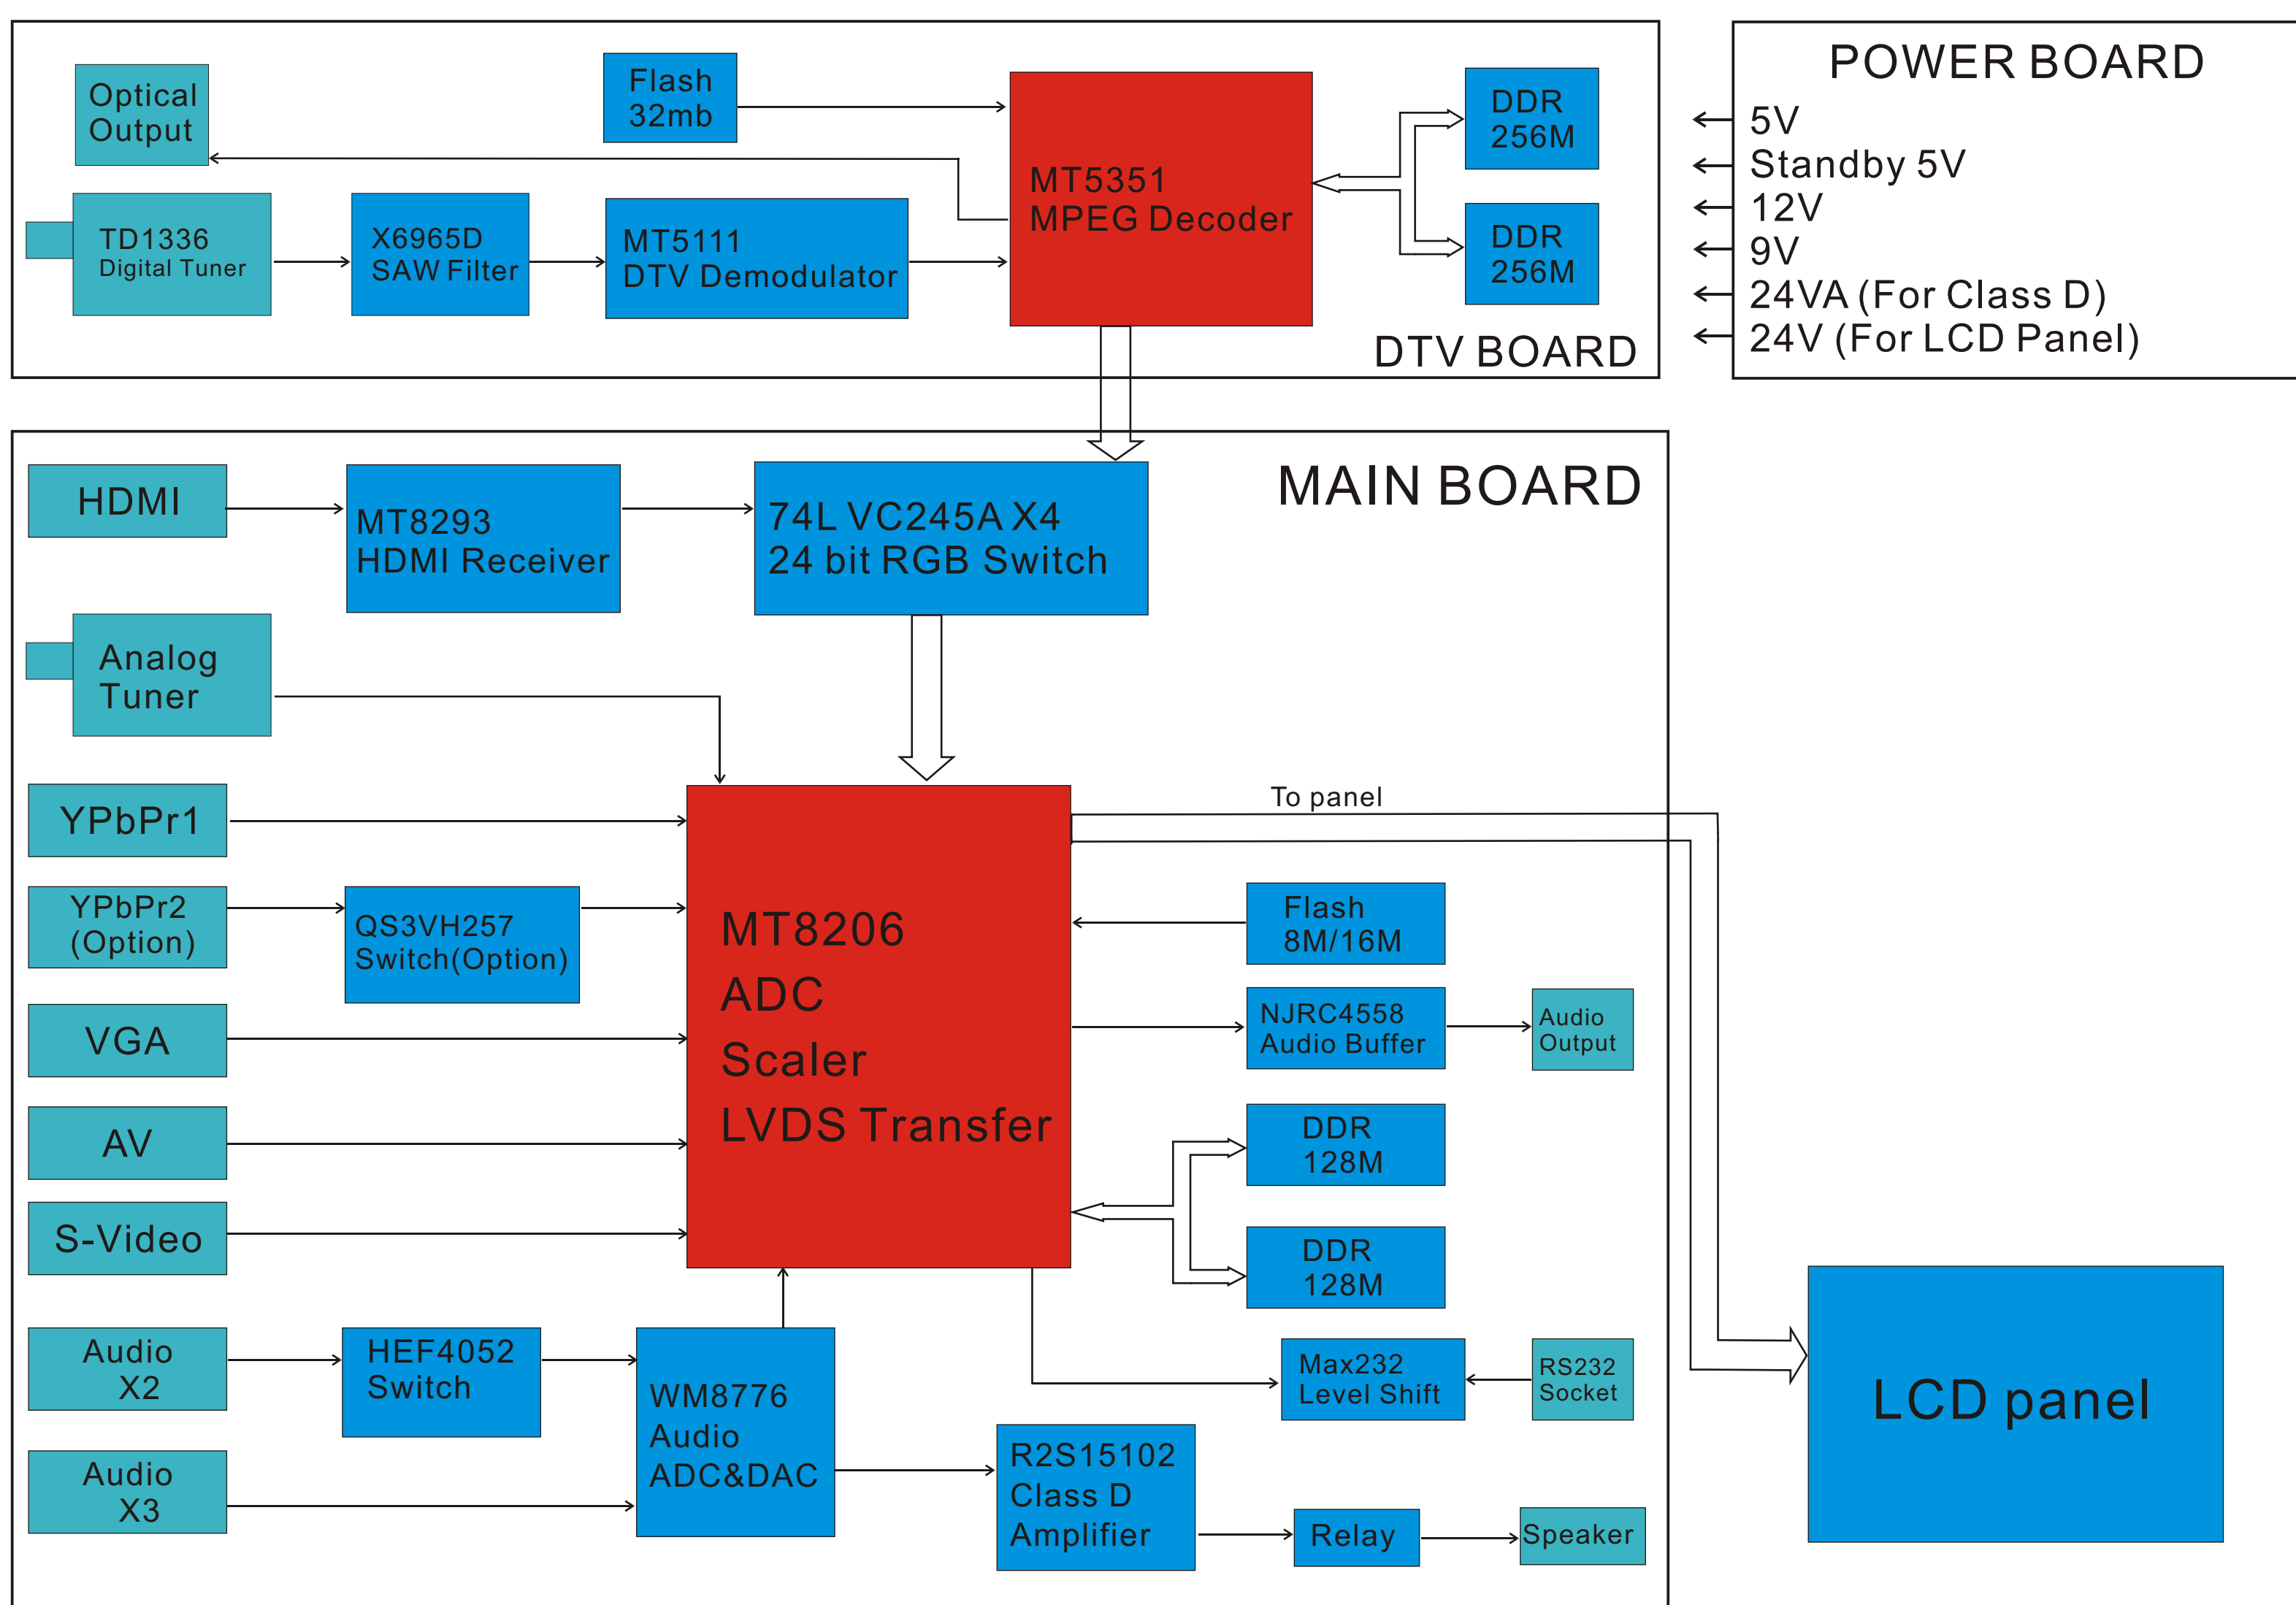 Optical
Output
Flash
32mb
MT5351
MPEG Decoder
DDR
256M
DDR
256M
TD1336
Digital Tuner
X6965D
SAW Filter
MT5111
DTV Demodulator
DTV BOARD
POWER BOARD
5V
Standby 5V
12V
9V
24VA (For Class D)
24V (For LCD Panel)
MAIN BOARD
HDMI
MT8293
HDMI Receiver
74L VC245A X4
24 bit RGB Switch
Analog
Tuner
YPbPr1
To panel
YPbPr2
(Option)
QS3VH257
Switch(Option)
MT8206
ADC
Scaler
LVDS Transfer
Flash
8M/16M
VGA
NJRC4558
Audio Buffer
Audio
Output
AV
DDR
128M
S-Video
DDR
128M
Audio
X2
HEF4052
Switch
WM8776
Audio
ADC&DAC
Max232
Level Shift
RS232
Socket
LCD panel
Audio
X3
R2S15102
Class D
Amplifier
Relay
Speaker